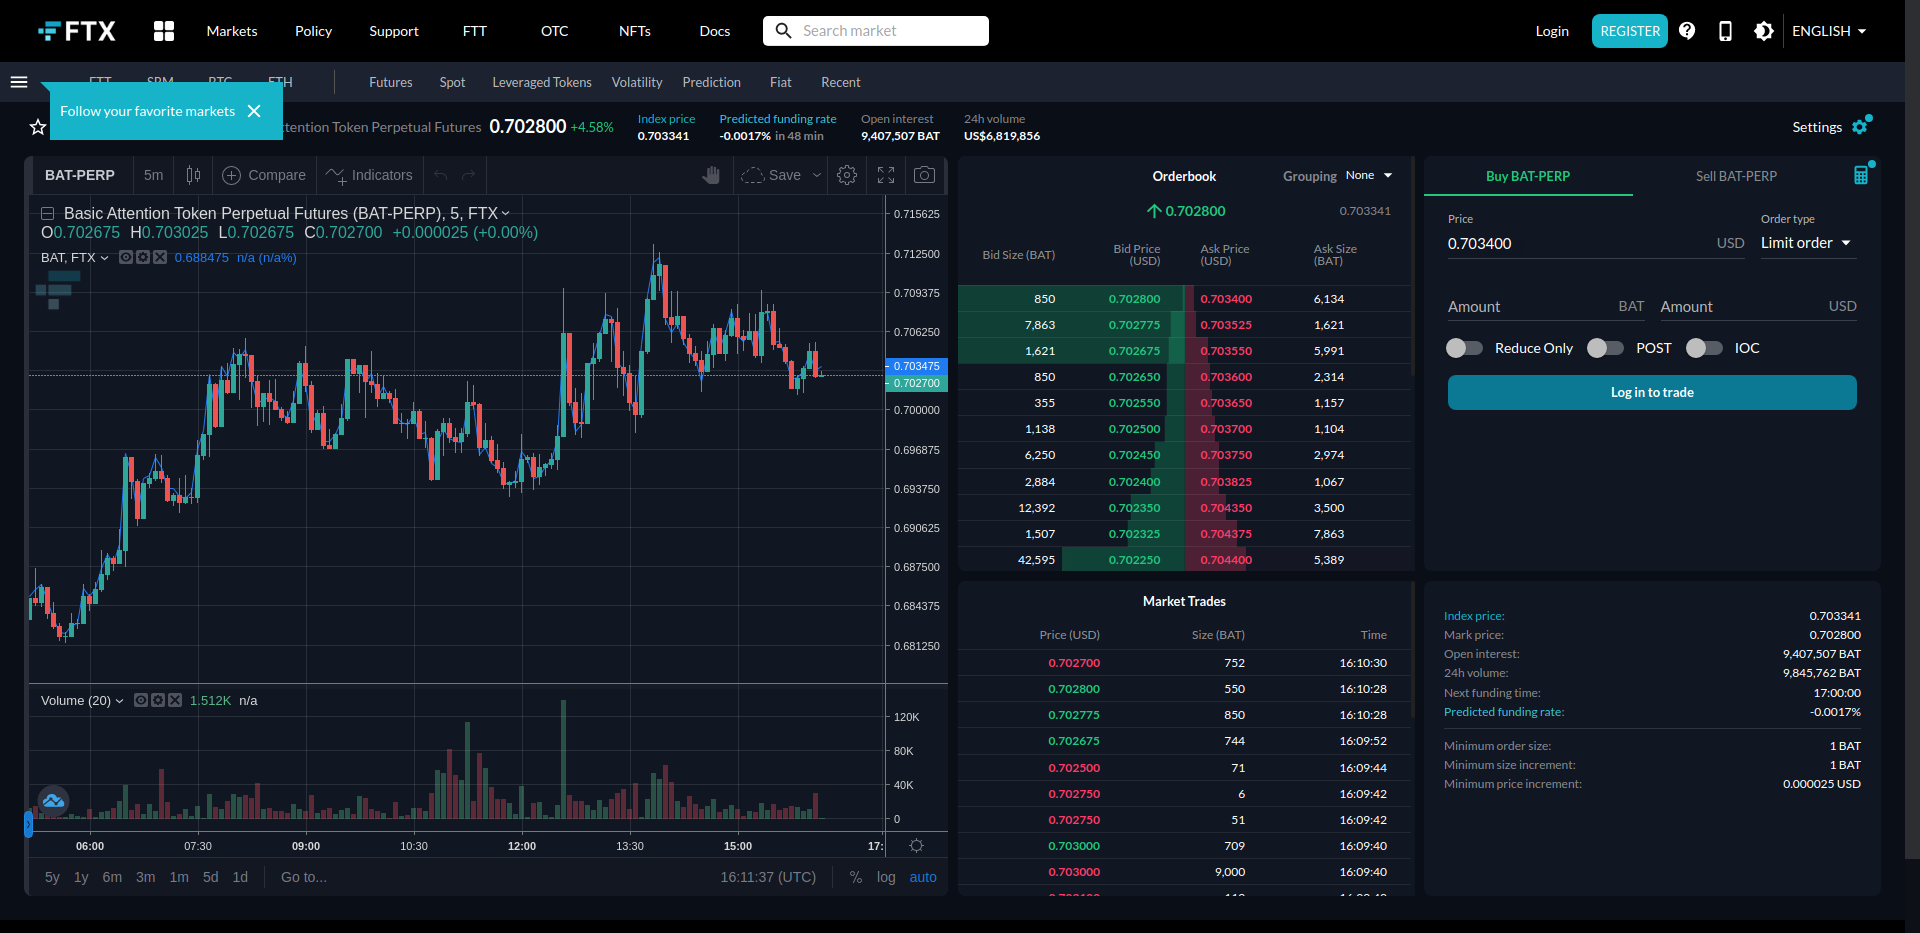 FTX
Markets
Policy
Support
FTT
OTC
NFTs
Docs
Search market
Login
REGISTER
ENGLISH
FTT
SRM
BTC
ETH
Futures
Spot
Leveraged Tokens
Volatility
Prediction
Fiat
Recent
Follow your favorite markets
Token Perpetual Futures
0.702800 +4.58%
Index price
0.703341
Predicted funding rate
-0.0017% in 48 min
Open interest
9,407,507 BAT
24h volume
US$6,819,856
Settings
BAT-PERP
5m
Compare
Indicators
Save
Basic Attention Token Perpetual Futures (BAT-PERP), 5, FTX
O0.702675 H0.703025 L0.702675 C0.702700 +0.000025 (+0.00%)
BAT, FTX
0.688475 n/a (n/a%)
0.715625
0.712500
0.709375
0.706250
0.703475
0.702700
0.700000
0.696875
0.693750
0.690625
0.687500
0.684375
0.681250
Volume (20)
1.512K n/a
120K
80K
40K
0
06:00 07:30 09:00 10:30 12:00 13:30 15:00 17:
5y 1y 6m 3m 1m 5d 1d Go to...
16:11:37 (UTC) % log auto
Orderbook
Grouping None
0.702800
0.703341
Bid Size (BAT)
Bid Price (USD)
Ask Price (USD)
Ask Size (BAT)
850 0.702800 0.703400 6,134
7,863 0.702775 0.703525 1,621
1,621 0.702675 0.703550 5,991
850 0.702650 0.703600 2,314
355 0.702550 0.703650 1,157
1,138 0.702500 0.703700 1,104
6,250 0.702450 0.703750 2,974
2,884 0.702400 0.703825 1,067
12,392 0.702350 0.704350 3,500
1,507 0.702325 0.704375 7,863
42,595 0.702250 0.704400 5,389
Market Trades
Price (USD) Size (BAT) Time
0.702700 752 16:10:30
0.702800 550 16:10:28
0.702775 850 16:10:28
0.702675 744 16:09:52
0.702500 71 16:09:44
0.702750 6 16:09:42
0.702750 51 16:09:42
0.703000 709 16:09:40
0.703000 9,000 16:09:40
Buy BAT-PERP
Sell BAT-PERP
Price
0.703400 USD
Order type
Limit order
Amount BAT
Amount USD
Reduce Only
POST
IOC
Log in to trade
Index price: 0.703341
Mark price: 0.702800
Open interest: 9,407,507 BAT
24h volume: 9,845,762 BAT
Next funding time: 17:00:00
Predicted funding rate: -0.0017%
Minimum order size: 1 BAT
Minimum size increment: 1 BAT
Minimum price increment: 0.000025 USD